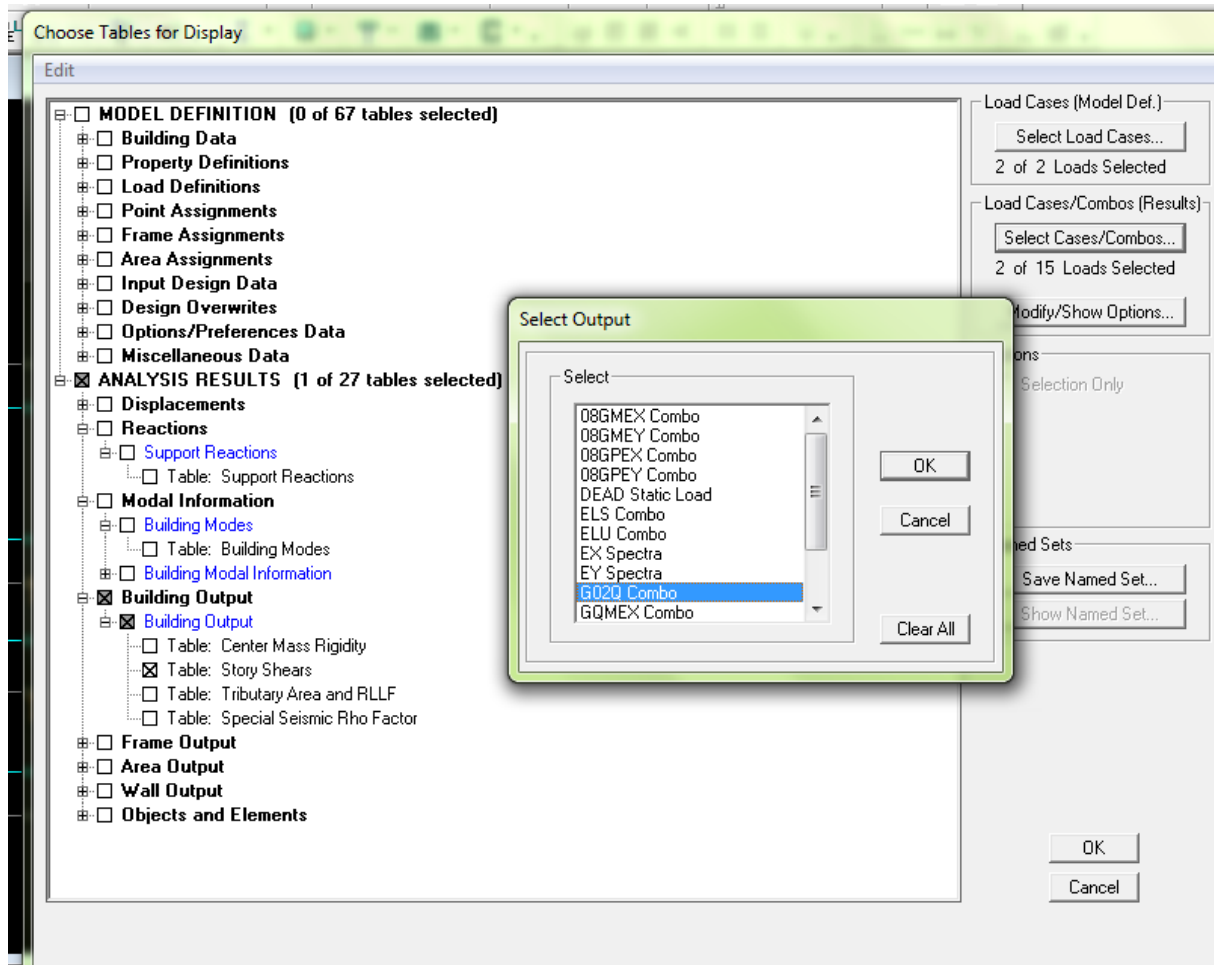 Choose Tables for Display
Edit
MODEL DEFINITION (0 of 67 tables selected)
Building Data
Property Definitions
Load Definitions
Point Assignments
Frame Assignments
Area Assignments
Input Design Data
Design Overwrites
Options/Preferences Data
Miscellaneous Data
ANALYSIS RESULTS (1 of 27 tables selected)
Displacements
Reactions
Support Reactions
Table: Support Reactions
Modal Information
Building Modes
Table: Building Modes
Building Modal Information
Building Output
Building Output
Table: Center Mass Rigidity
Table: Story Shears
Table: Tributary Area and RLLF
Table: Special Seismic Rho Factor
Frame Output
Area Output
Wall Output
Objects and Elements
Select Output
Select
08GMEX Combo
08GMEY Combo
08GPEX Combo
08GPEY Combo
DEAD Static Load
ELS Combo
ELU Combo
EX Spectra
EY Spectra
G02Q Combo
GQMEX Combo
OK
Cancel
Clear All
Load Cases (Model Def.)
Select Load Cases...
2 of 2 Loads Selected
Load Cases/Combos (Results)
Select Cases/Combos...
2 of 15 Loads Selected
Modify/Show Options...
Selection Only
Save Named Set...
Show Named Set...
OK
Cancel